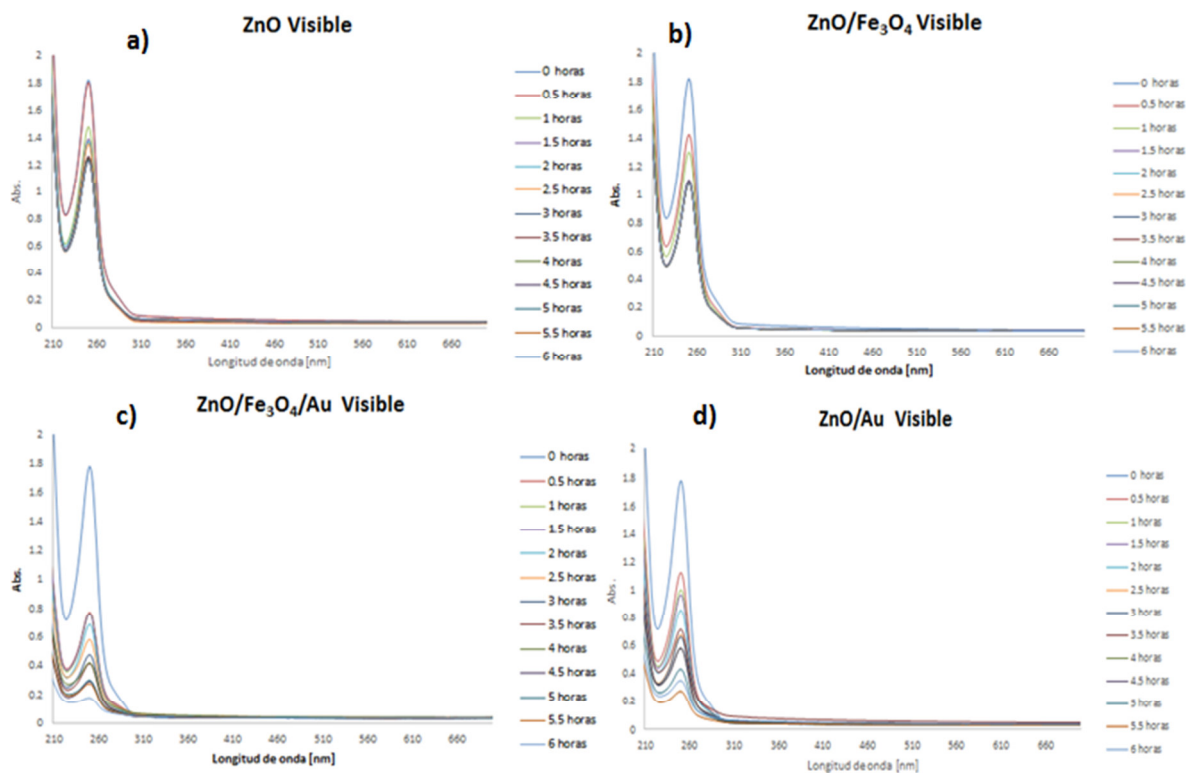 a)
ZnO Visible
2
1.8
1.6
1.4
1.2
1
0.8
0.6
0.4
0.2
0
Abs.
210 260 310 360 410 460 510 560 610 660
Longitud de onda [nm]
0 horas
0.5 horas
1 horas
1.5 horas
2 horas
2.5 horas
3 horas
3.5 horas
4 horas
4.5 horas
5 horas
5.5 horas
6 horas
b)
ZnO/Fe₃O₄ Visible
2
1.8
1.6
1.4
1.2
1
0.8
0.6
0.4
0.2
0
Abs.
210 260 310 360 410 460 510 560 610 660
Longitud de onda [nm]
0 horas
0.5 horas
1 horas
1.5 horas
2 horas
2.5 horas
3 horas
3.5 horas
4 horas
4.5 horas
5 horas
5.5 horas
6 horas
c)
ZnO/Fe₃O₄/Au Visible
2
1.8
1.6
1.4
1.2
1
0.8
0.6
0.4
0.2
0
Abs.
210 260 310 360 410 460 510 560 610 660
Longitud de onda [nm]
0 horas
0.5 horas
1 horas
1.5 horas
2 horas
2.5 horas
3 horas
3.5 horas
4 horas
4.5 horas
5 horas
5.5 horas
6 horas
d)
ZnO/Au Visible
2
1.8
1.6
1.4
1.2
1
0.8
0.6
0.4
0.2
0
Abs.
210 260 310 360 410 460 510 560 610 660
Longitud de onda [nm]
0 horas
0.5 horas
1 horas
1.5 horas
2 horas
2.5 horas
3 horas
3.5 horas
4 horas
4.5 horas
5 horas
5.5 horas
6 horas